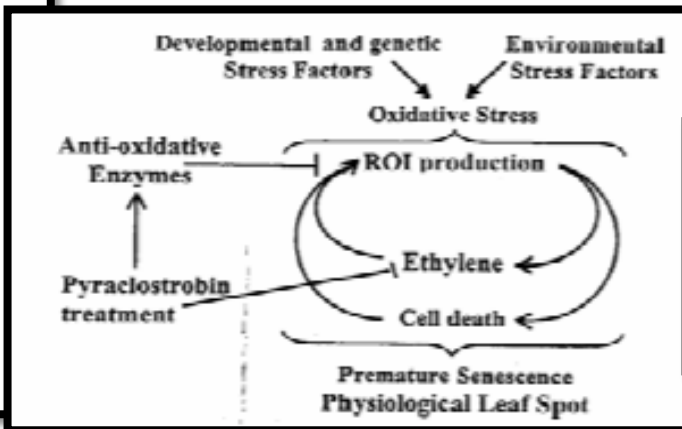 Developmental and genetic
Stress Factors
Environmental
Stress Factors
Oxidative Stress
Anti-oxidative
Enzymes
ROI production
Ethylene
Pyraclostrobin
treatment
Cell death
Premature Senescence
Physiological Leaf Spot